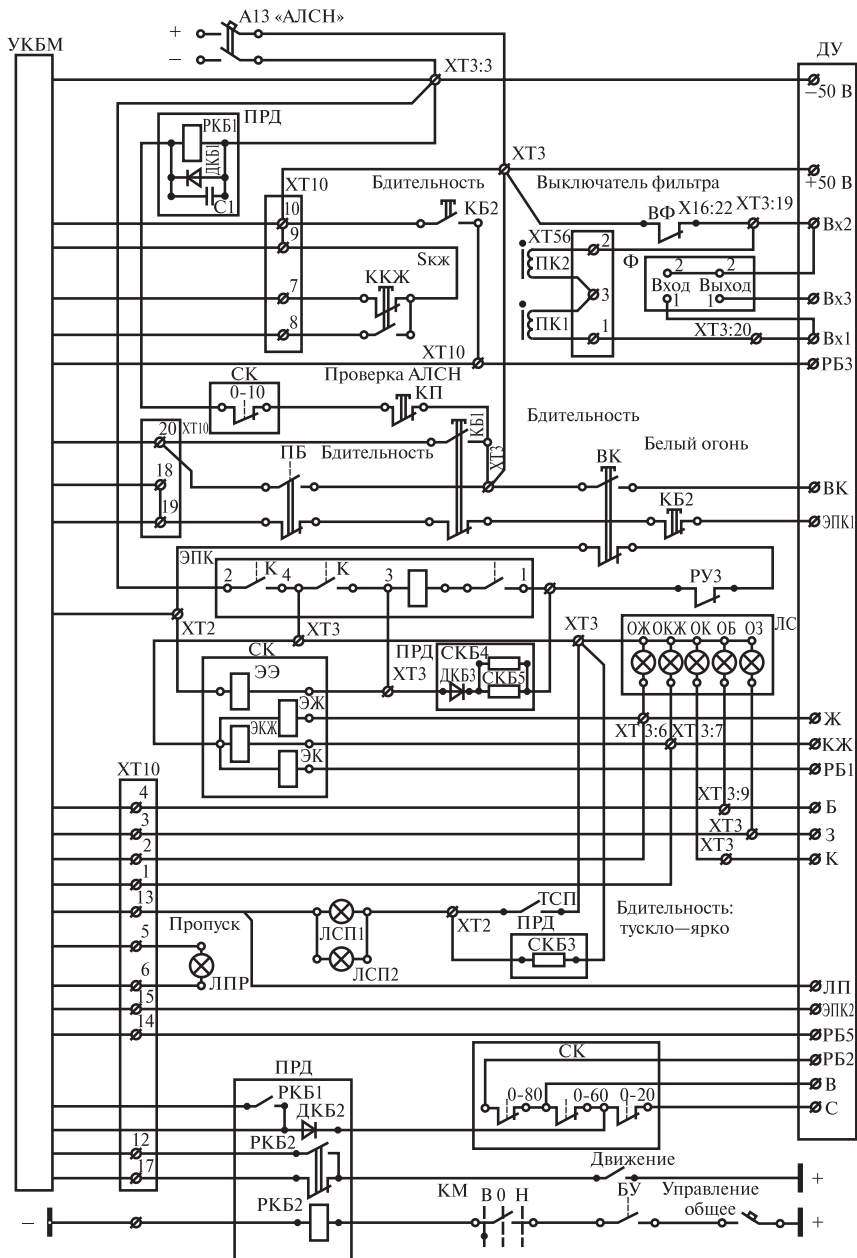 А13 «АЛСН»
УКБМ
+
–
ДУ
ХТ3:3
–50 В
ПРД
РКБ1
ДКБ1
С1
ХТ3
+50 В
ХТ10
Бдительность
Выключатель фильтра
10
КБ2
ВФ
Х16:22
ХТ3:19
Вх2
9
ХТ56
2
Sкж
ПК2
Ф
2
2
ККЖ
Вход
Выход
7
3
1
1
Вх3
8
ПК1
1
ХТ3:20
Вх1
ХТ10
РБ3
СК
Проверка АЛСН
0-10
КП
Бдительность
20
ХТ10
КБ1
ХТ3
ПБ
Бдительность
ВК
Белый огонь
18
КБ2
ВК
19
ЭПК1
ЭПК
2
К
4
К
3
1
РУ3
ХТ2
ХТ3
ХТ3
ОЖ
ОКЖ
ОК
ОБ
ОЗ
ЛС
СК
ПРД
СКБ4
ЭЭ
ХТ3
ДКБ3
СКБ5
ЭЖ
Ж
ЭКЖ
ХТ3:6
ХТ3:7
КЖ
ЭК
РБ1
ХТ10
4
ХТ3:9
Б
3
ХТ3
З
2
ХТ3
К
1
13
ТСП
Бдительность:
тускло—ярко
Пропуск
ЛСП1
ХТ2
ПРД
5
СКБ3
6
ЛПР
ЛСП2
ЛП
15
ЭПК2
14
РБ5
СК
РБ2
ПРД
В
РКБ1
0-80
0-60
0-20
С
ДКБ2
12
РКБ2
17
Движение
+
РКБ2
КМ
В
0
Н
БУ
Управление
общее
–
+